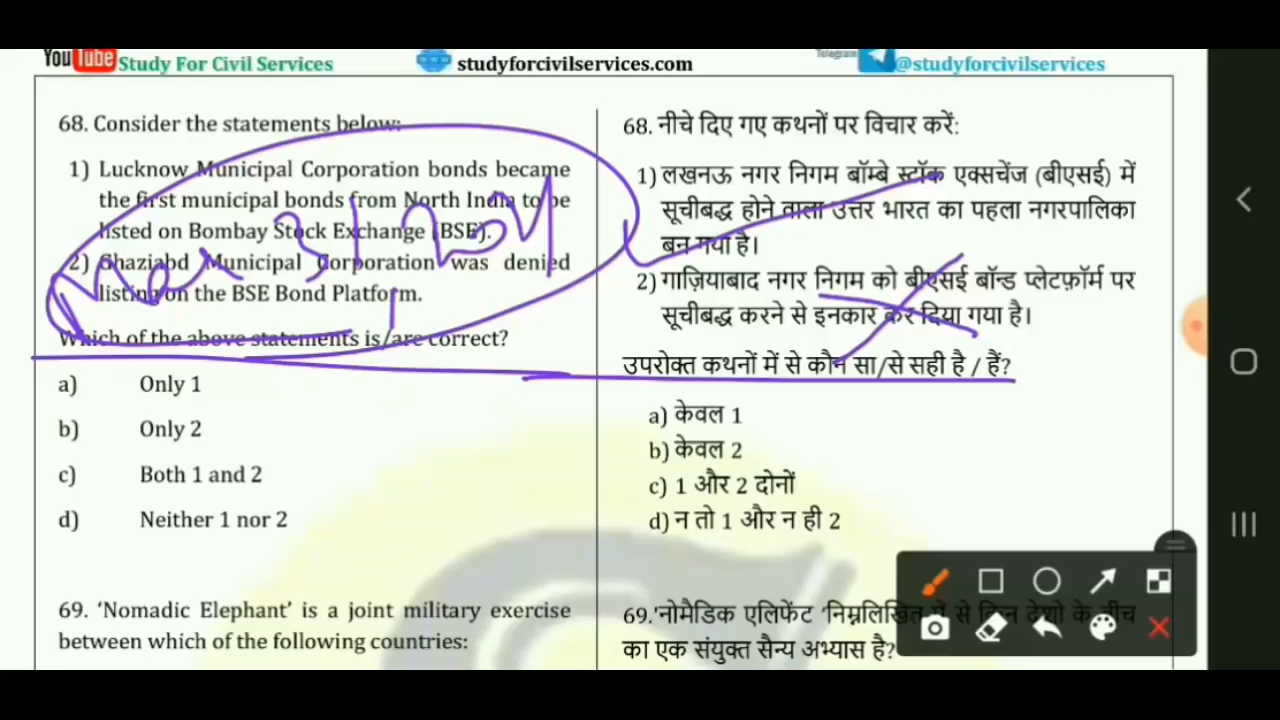 YouTube Study For Civil Services
studyforcivilservices.com
Telegram @studyforcivilservices
68. Consider the statements below:
1) Lucknow Municipal Corporation bonds became
the first municipal bonds from North India to be
listed on Bombay Stock Exchange (BSE).
2) Ghaziabd Municipal Corporation was denied
listing on the BSE Bond Platform.
Which of the above statements is/are correct?
a) Only 1
b) Only 2
c) Both 1 and 2
d) Neither 1 nor 2
69. ‘Nomadic Elephant’ is a joint military exercise
between which of the following countries:
68. नीचे दिए गए कथनों पर विचार करें:
1) लखनऊ नगर निगम बॉम्बे स्टॉक एक्सचेंज (बीएसई) में
सूचीबद्ध होने वाला उत्तर भारत का पहला नगरपालिका
बन गया है।
2) गाज़ियाबाद नगर निगम को बीएसई बॉन्ड प्लेटफ़ॉर्म पर
सूचीबद्ध करने से इनकार कर दिया गया है।
उपरोक्त कथनों में से कौन सा/से सही है / हैं?
a) केवल 1
b) केवल 2
c) 1 और 2 दोनों
d) न तो 1 और न ही 2
69.'नोमैडिक एलिफेंट 'निम्नलिखित में से किन देशो के बीच
का एक संयुक्त सैन्य अभ्यास है?